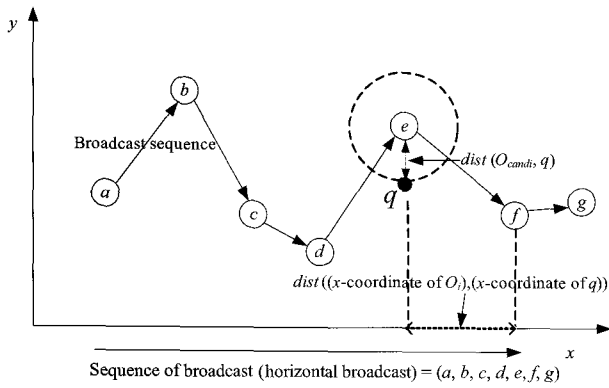 y
b
e
Broadcast sequence
dist (O_candi, q)
a
q
g
c
f
d
dist((x-coordinate of O_i),(x-coordinate of q))
x
Sequence of broadcast (horizontal broadcast) = (a, b, c, d, e, f, g)